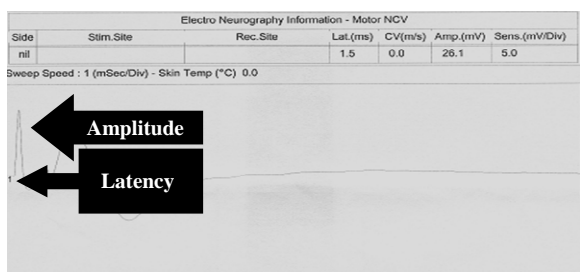 Electro Neurography Information - Motor NCV
Side Stim.Site Rec.Site Lat.(ms) CV(m/s) Amp.(mV) Sens.(mV/Div)
nil 1.5 0.0 26.1 5.0
Sweep Speed : 1 (mSec/Div) - Skin Temp (°C) 0.0
Amplitude
1
Latency